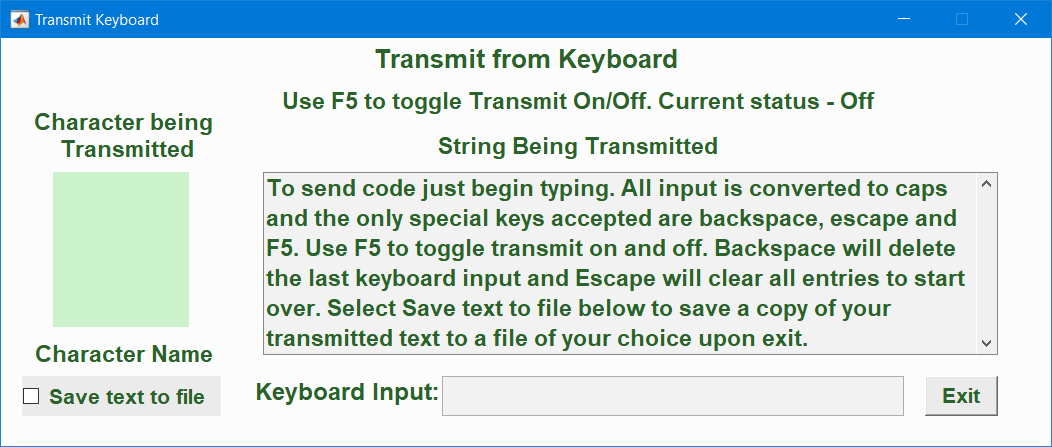 Transmit Keyboard
Transmit from Keyboard
Use F5 to toggle Transmit On/Off. Current status - Off
Character being
Transmitted
String Being Transmitted
To send code just begin typing. All input is converted to caps
and the only special keys accepted are backspace, escape and
F5. Use F5 to toggle transmit on and off. Backspace will delete
the last keyboard input and Escape will clear all entries to start
over. Select Save text to file below to save a copy of your
transmitted text to a file of your choice upon exit.
Character Name
Save text to file
Keyboard Input:
Exit